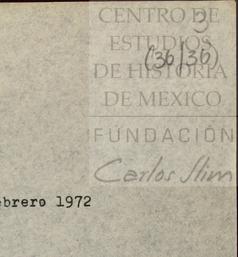 CENTRO DE
3
ESTUDIOS
(36/36)
DE HISTORIA
DE MEXICO
FUNDACIÓN
Carlos Slim
ebrero 1972